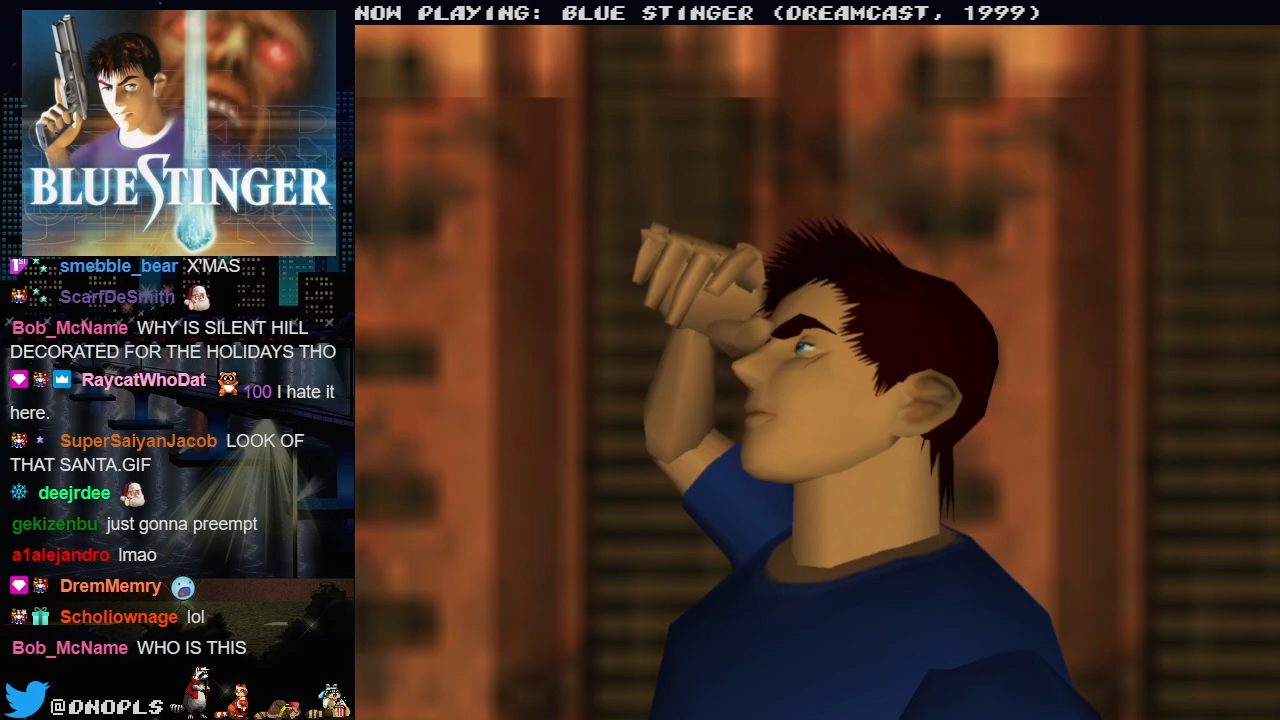 NOW PLAYING: BLUE STINGER (DREAMCAST, 1999)
BLUE STINGER
smebble_bear X'MAS
ScarfDeSmith
Bob_McName WHY IS SILENT HILL
DECORATED FOR THE HOLIDAYS THO
RaycatWhoDat 100 I hate it
here.
SuperSaiyanJacob LOOK OF
THAT SANTA.GIF
deejrdee
gekizenbu just gonna preempt
a1alejandro lmao
DremMemry
Scholiownage lol
Bob_McName WHO IS THIS
@DHOPLS